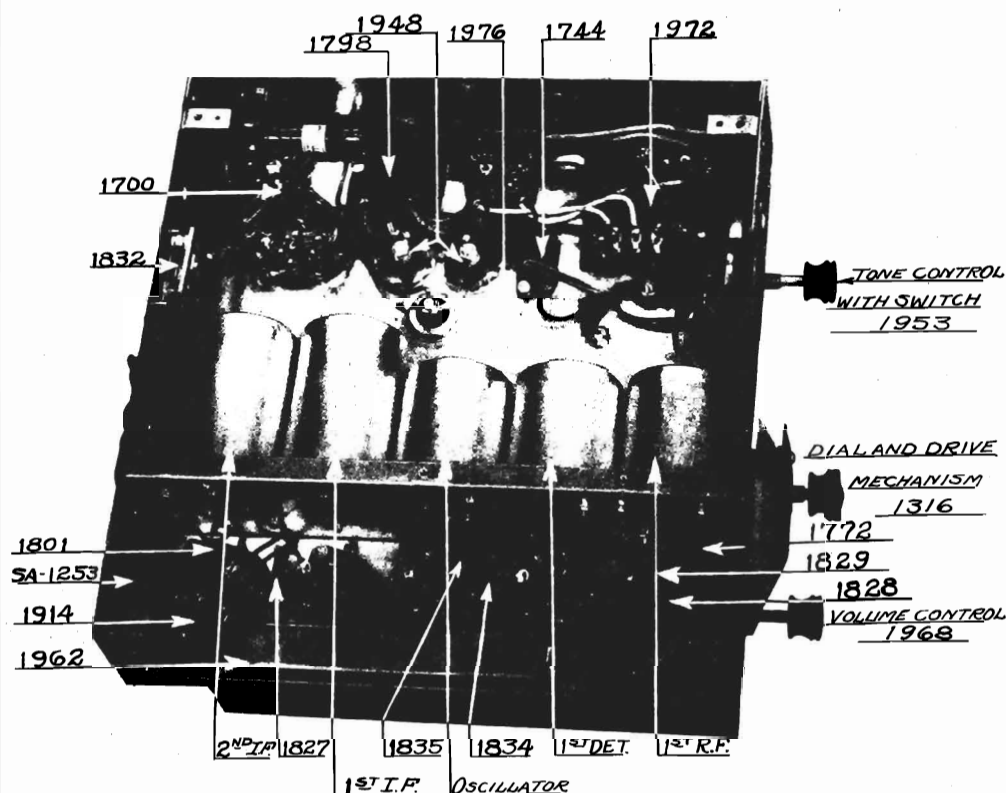 1948
1798
1976
1744
1972
1700
1832
TONE CONTROL
WITH SWITCH
1953
DIAL AND DRIVE
MECHANISM
1316
1801
SA-1253
1914
1962
1772
1829
1828
VOLUME CONTROL
1968
2ND I.F.
1827
1835
1834
1ST DET.
1ST R.F.
1ST I.F.
OSCILLATOR